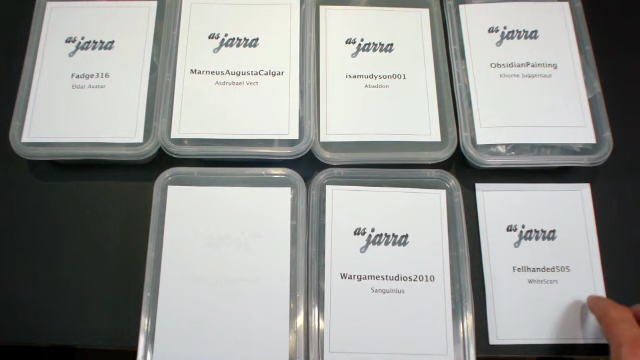 as jarra
Fadge316
Eldar Avatar
as jarra
MarneusAugustaCalgar
Asdrubael Vect
as jarra
isamudyson001
Abaddon
as jarra
ObsidianPainting
Khorne Juggernaut
as jarra
Wargamestudios2010
Sanguinius
as jarra
Fellhanded505
WhiteScars